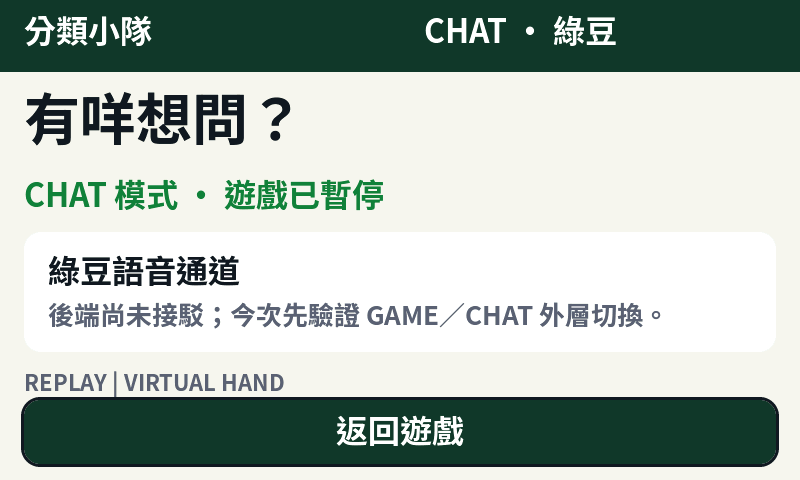 分類小隊
CHAT · 綠豆
有咩想問？
CHAT 模式 · 遊戲已暫停
綠豆語音通道
後端尚未接駁；今次先驗證 GAME／CHAT 外層切換。
REPLAY | VIRTUAL HAND
返回遊戲